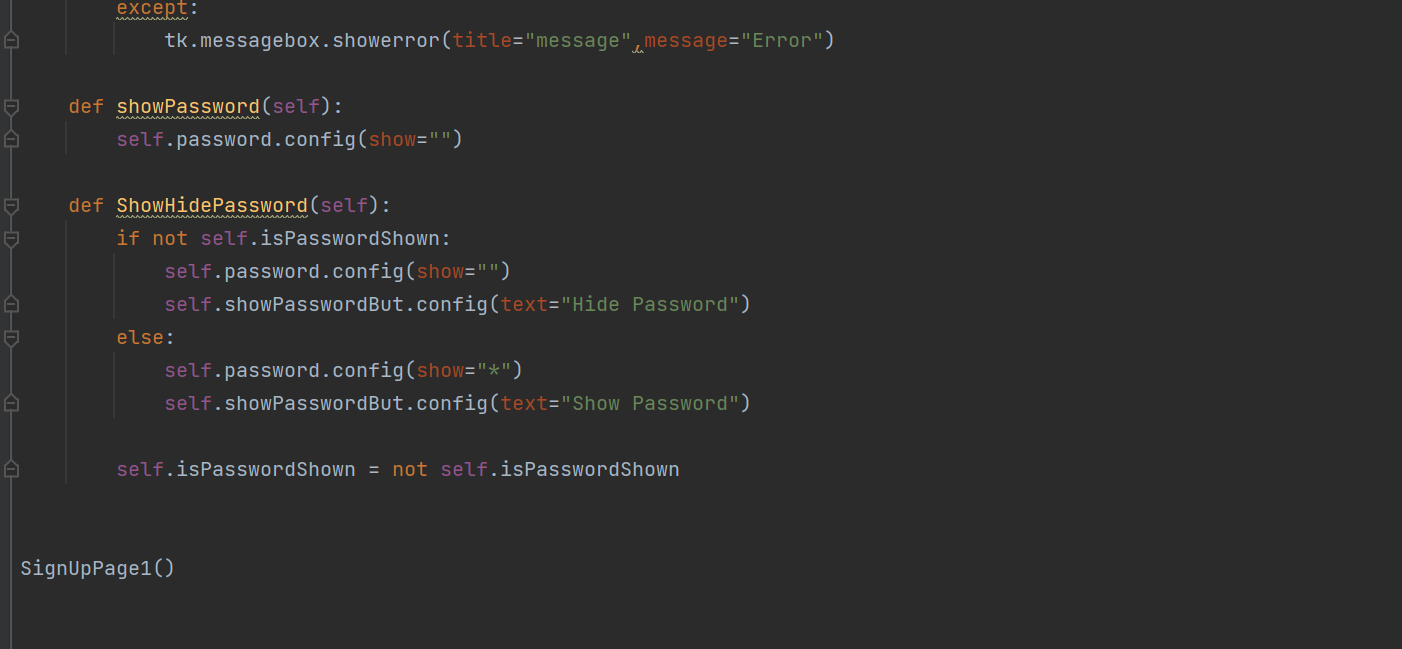 except:
            tk.messagebox.showerror(title="message",message="Error")
    def showPassword(self):
        self.password.config(show="")
    def ShowHidePassword(self):
        if not self.isPasswordShown:
            self.password.config(show="")
            self.showPasswordBut.config(text="Hide Password")
        else:
            self.password.config(show="*")
            self.showPasswordBut.config(text="Show Password")
        self.isPasswordShown = not self.isPasswordShown
SignUpPage1()